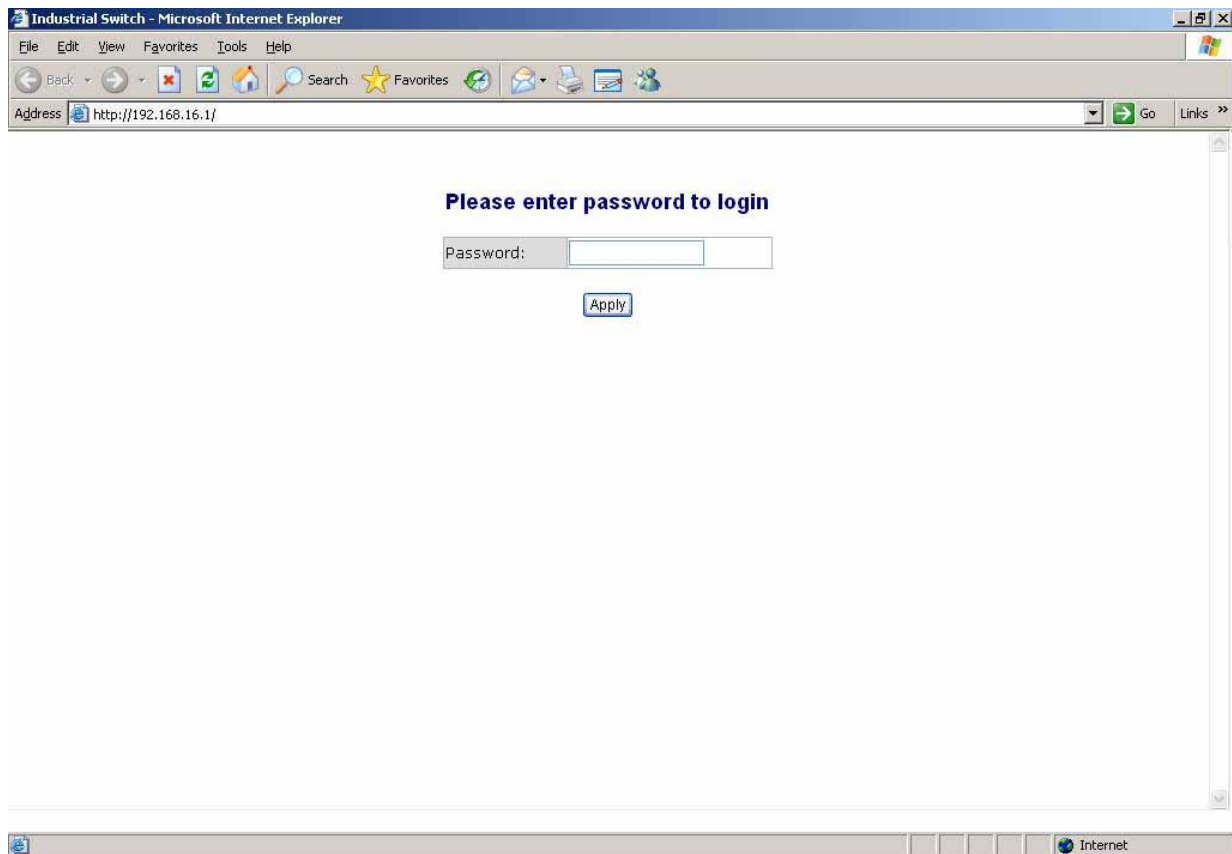 Industrial Switch - Microsoft Internet Explorer
File Edit View Favorites Tools Help
Back Search Favorites
Address http://192.168.16.1/ Go Links »
Please enter password to login
Password:
Apply
Internet